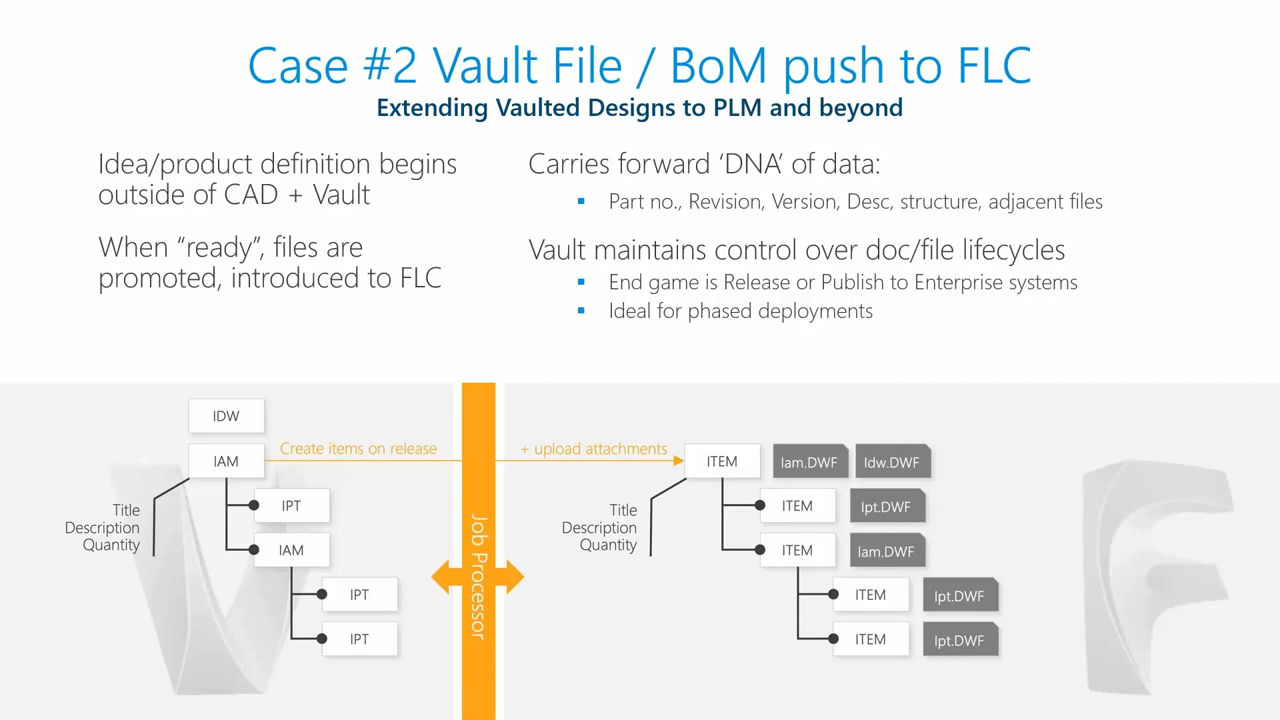 Case #2 Vault File / BoM push to FLC
Extending Vaulted Designs to PLM and beyond
Idea/product definition begins
outside of CAD + Vault
When “ready”, files are
promoted, introduced to FLC
Carries forward ‘DNA’ of data:
▪ Part no., Revision, Version, Desc, structure, adjacent files
Vault maintains control over doc/file lifecycles
▪ End game is Release or Publish to Enterprise systems
▪ Ideal for phased deployments
IDW
IAM
Create items on release
IPT
Title
Description
Quantity
IAM
IPT
IPT
Job Processor
+ upload attachments
ITEM
Iam.DWF
Idw.DWF
ITEM
Ipt.DWF
Title
Description
Quantity
ITEM
Iam.DWF
ITEM
Ipt.DWF
ITEM
Ipt.DWF